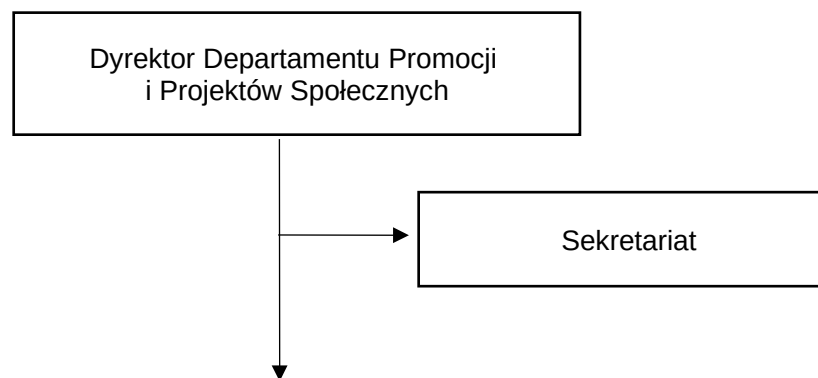 Dyrektor Departamentu Promocji
i Projektów Społecznych
Sekretariat